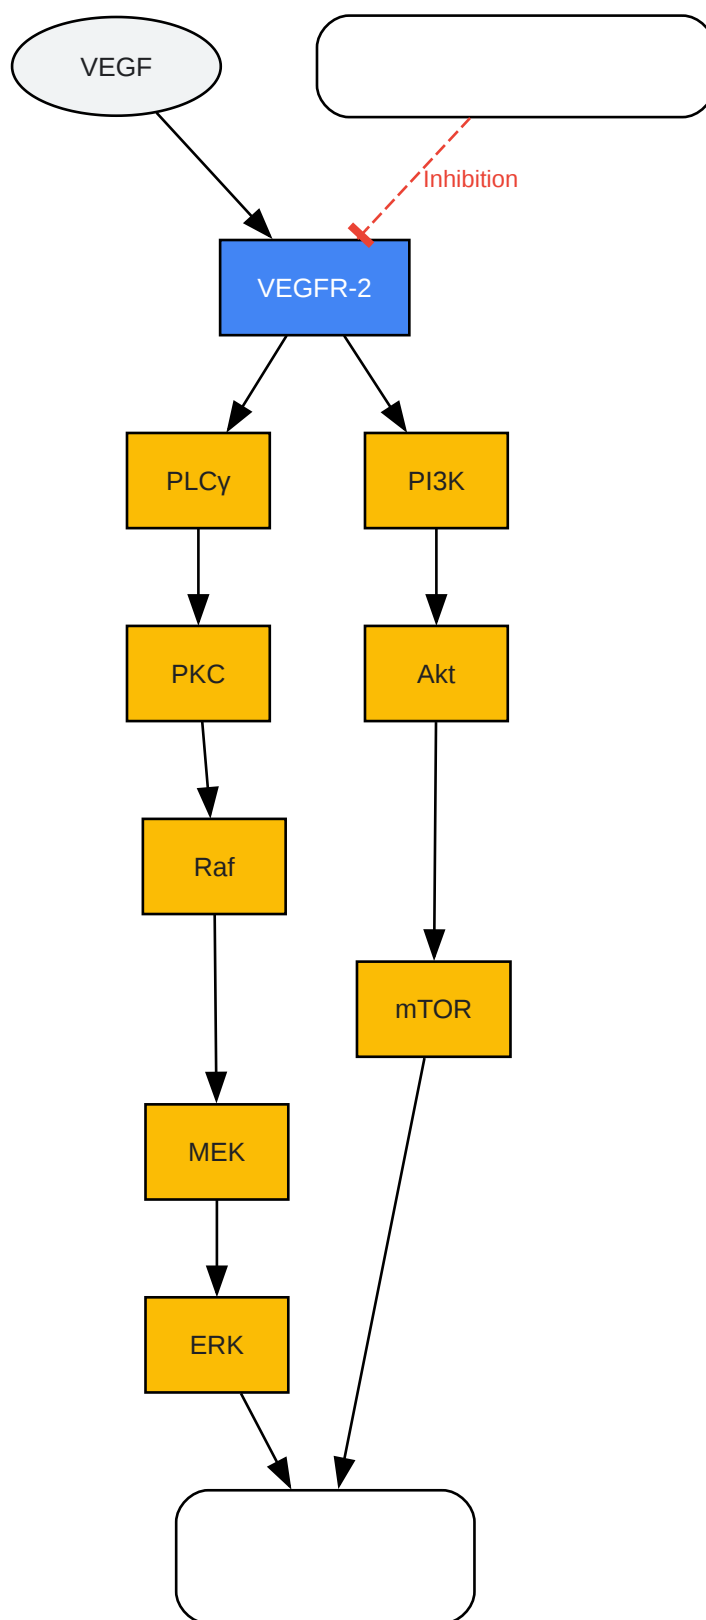 VEGF
Inhibition
VEGFR-2
PLCγ
PI3K
PKC
Akt
Raf
mTOR
MEK
ERK